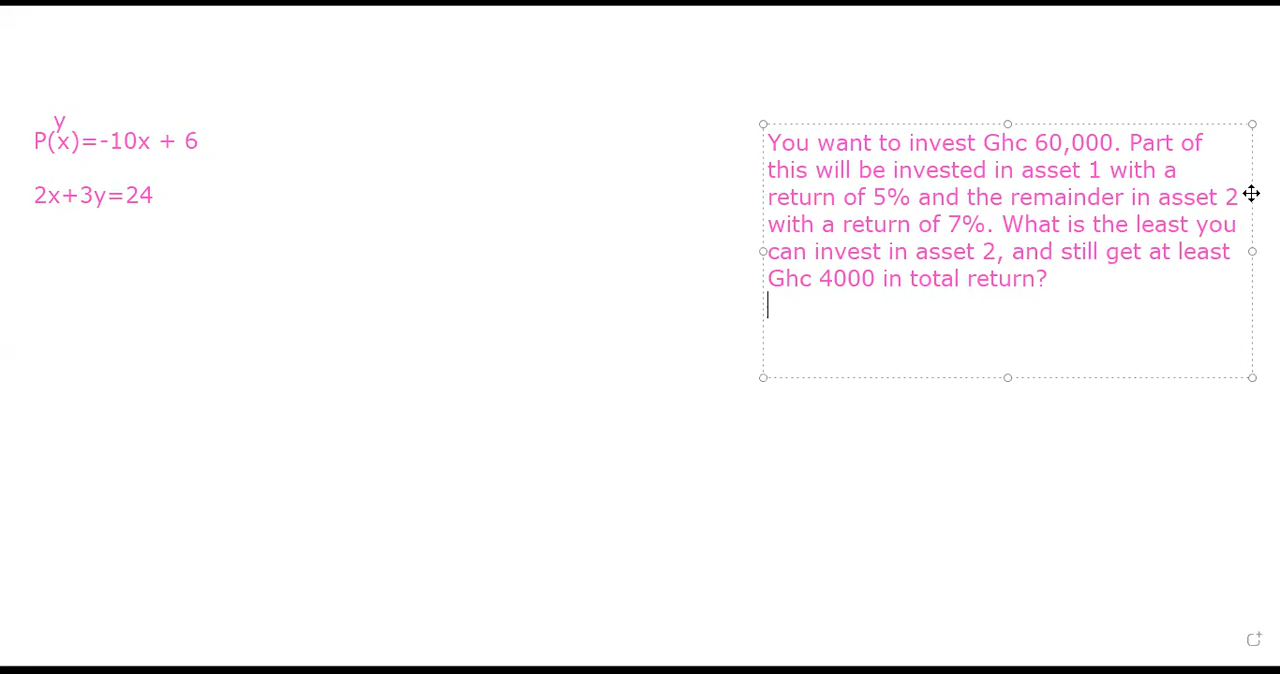 y
P(x)=-10x + 6
2x+3y=24
You want to invest Ghc 60,000. Part of
this will be invested in asset 1 with a
return of 5% and the remainder in asset 2
with a return of 7%. What is the least you
can invest in asset 2, and still get at least
Ghc 4000 in total return?